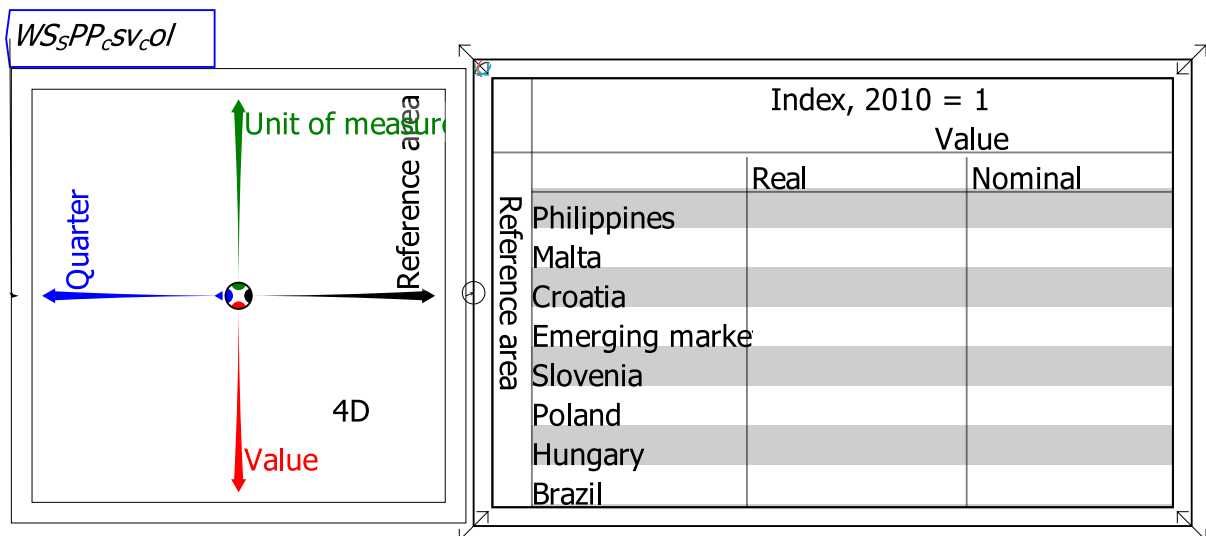 WS_SPP_csv_col
Unit of measure
Reference area
Quarter
4D
Value
Index, 2010 = 1
Value
Real Nominal
Reference area
Philippines
Malta
Croatia
Emerging marke
Slovenia
Poland
Hungary
Brazil